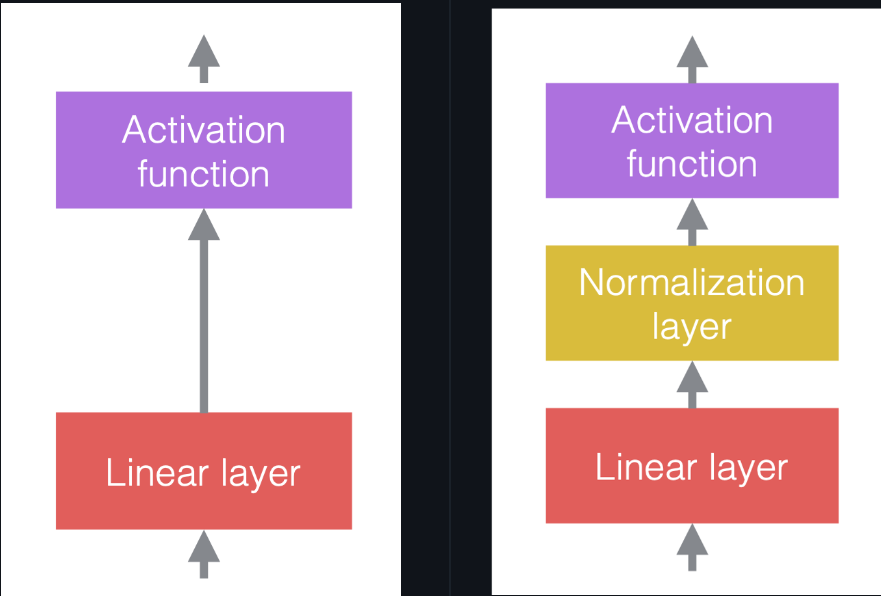 Activation
function
Linear layer
Activation
function
Normalization
layer
Linear layer